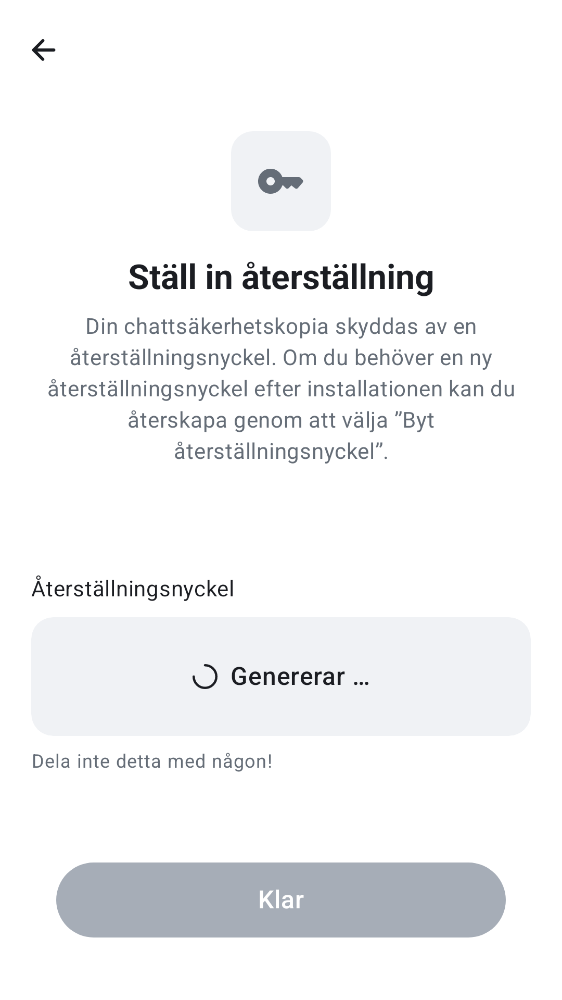 Ställ in återställning
Din chattsäkerhetskopia skyddas av en
återställningsnyckel. Om du behöver en ny
återställningsnyckel efter installationen kan du
återskapa genom att välja ”Byt
återställningsnyckel”.
Återställningsnyckel
Genererar …
Dela inte detta med någon!
Klar